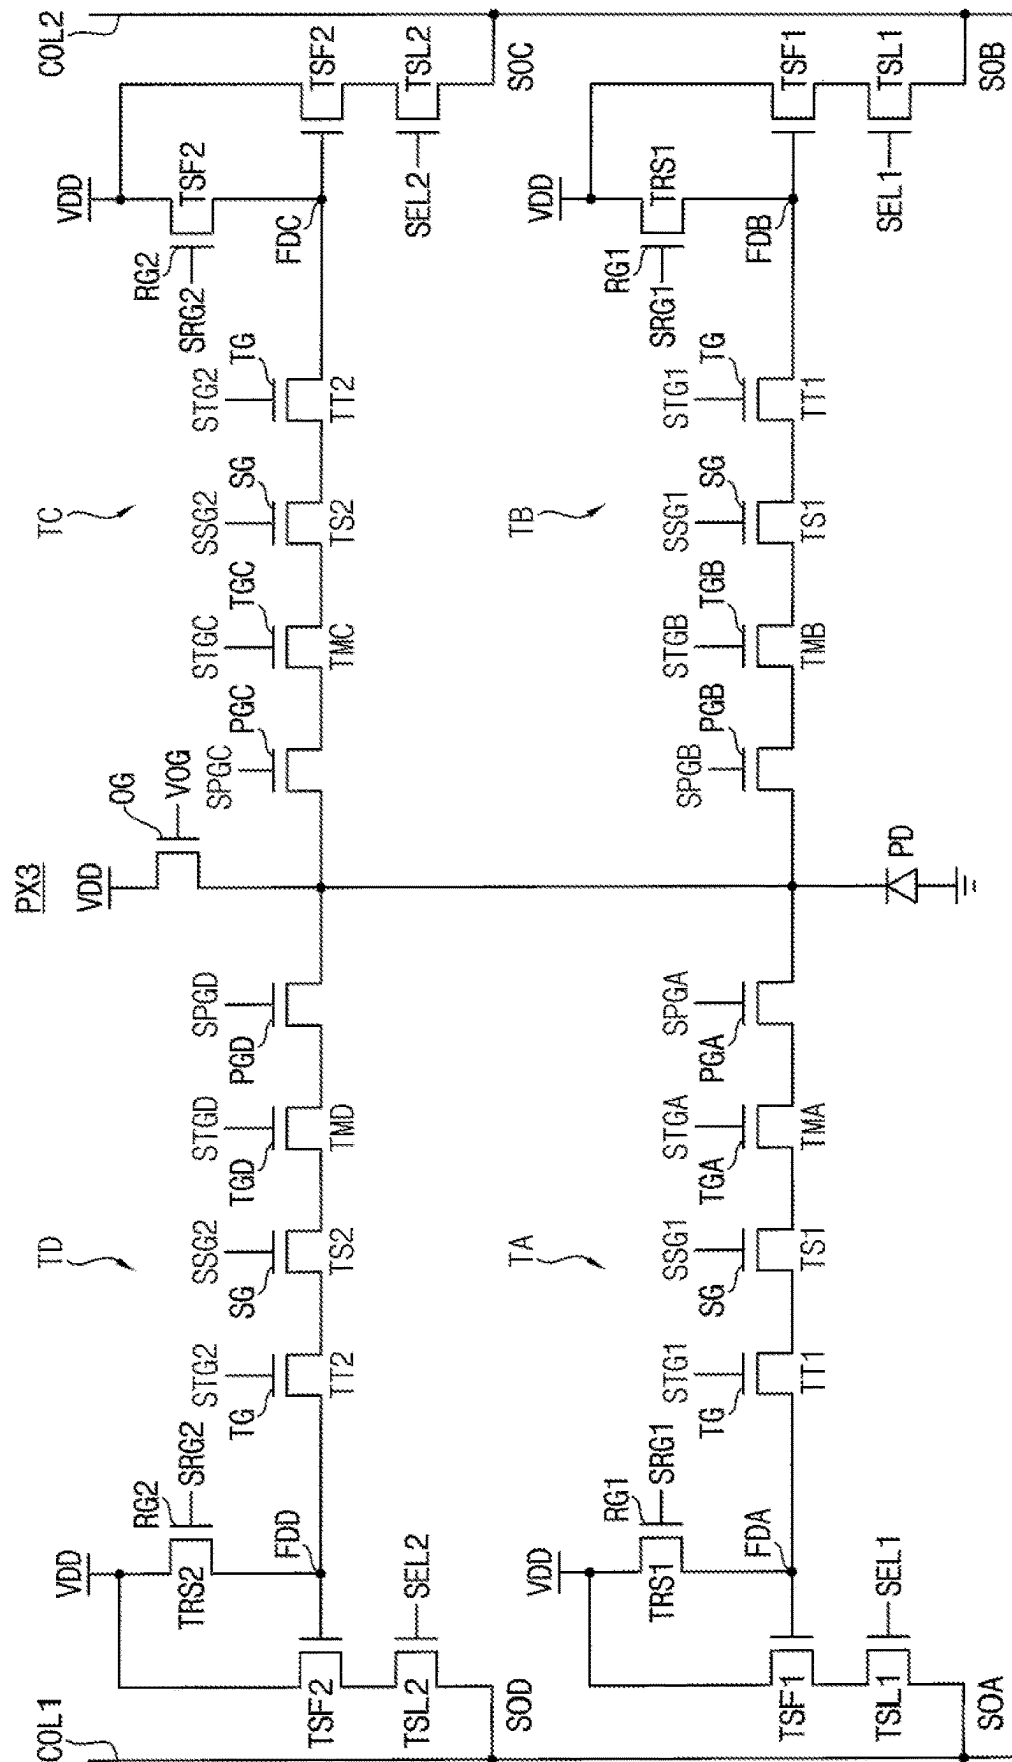 PX3
COL1
COL2
VDD
VDD
VDD
OG
VOG
RG2
SRG2
TRS2
RG2
SRG2
TSF2
TD
TC
STG2
SSG2
STGD
SPGD
SPGC
STGC
SSG2
STG2
TG
SG
TGD
PGD
PGC
TGC
SG
TG
TT2
TS2
TMD
TMC
TS2
TT2
FDD
FDC
TSF2
TSF2
TSL2
SEL2
SEL2
TSL2
SOD
SOC
VDD
VDD
RG1
SRG1
TRS1
RG1
SRG1
TRS1
TA
TB
STG1
SSG1
STGA
SPGA
SPGB
STGB
SSG1
STG1
TG
SG
TGA
PGA
PGB
TGB
SG
TG
TT1
TS1
TMA
TMB
TS1
TT1
FDA
FDB
TSF1
TSF1
TSL1
SEL1
PD
SEL1
TSL1
SOA
SOB